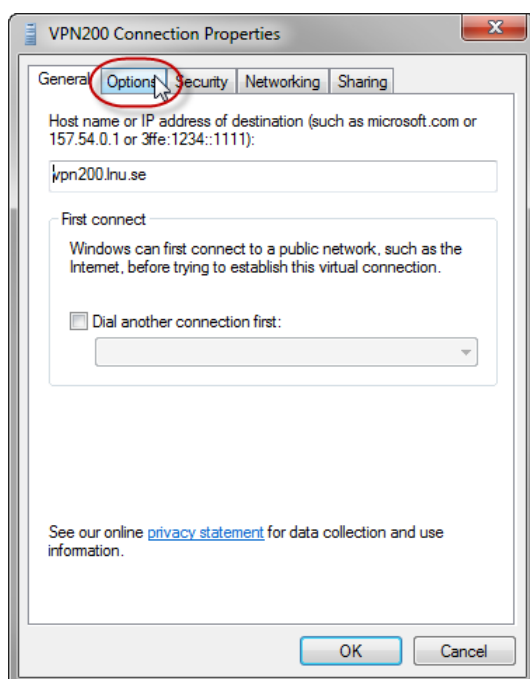 VPN200 Connection Properties
General Options Security Networking Sharing
Host name or IP address of destination (such as microsoft.com or
157.54.0.1 or 3ffe:1234::1111):
vpn200.lnu.se
First connect
Windows can first connect to a public network, such as the
Internet, before trying to establish this virtual connection.
Dial another connection first:
See our online privacy statement for data collection and use
information.
OK Cancel